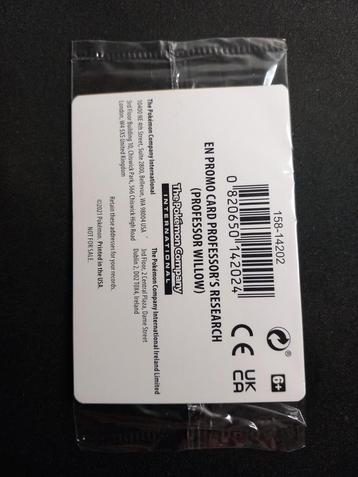 158-14202
0 820650 142024
EN PROMO CARD PROFESSOR'S RESEARCH
(PROFESSOR WILLOW)
6+
CE
UK
CA
The Pokémon Company
INTERNATIONAL
The Pokémon Company International
10400 NE 4th Street, Suite 2800, Bellevue, WA 98004 USA
3rd Floor Building 10, Chiswick Park, 566 Chiswick High Road
London, W4 5XS United Kingdom
The Pokémon Company International Ireland Limited
3rd Floor, 2 Central Plaza, Dame Street
Dublin 2, D02 T0X4, Ireland
Retain these addresses for your records.
©2021 Pokémon. Printed in the USA.
NOT FOR SALE.